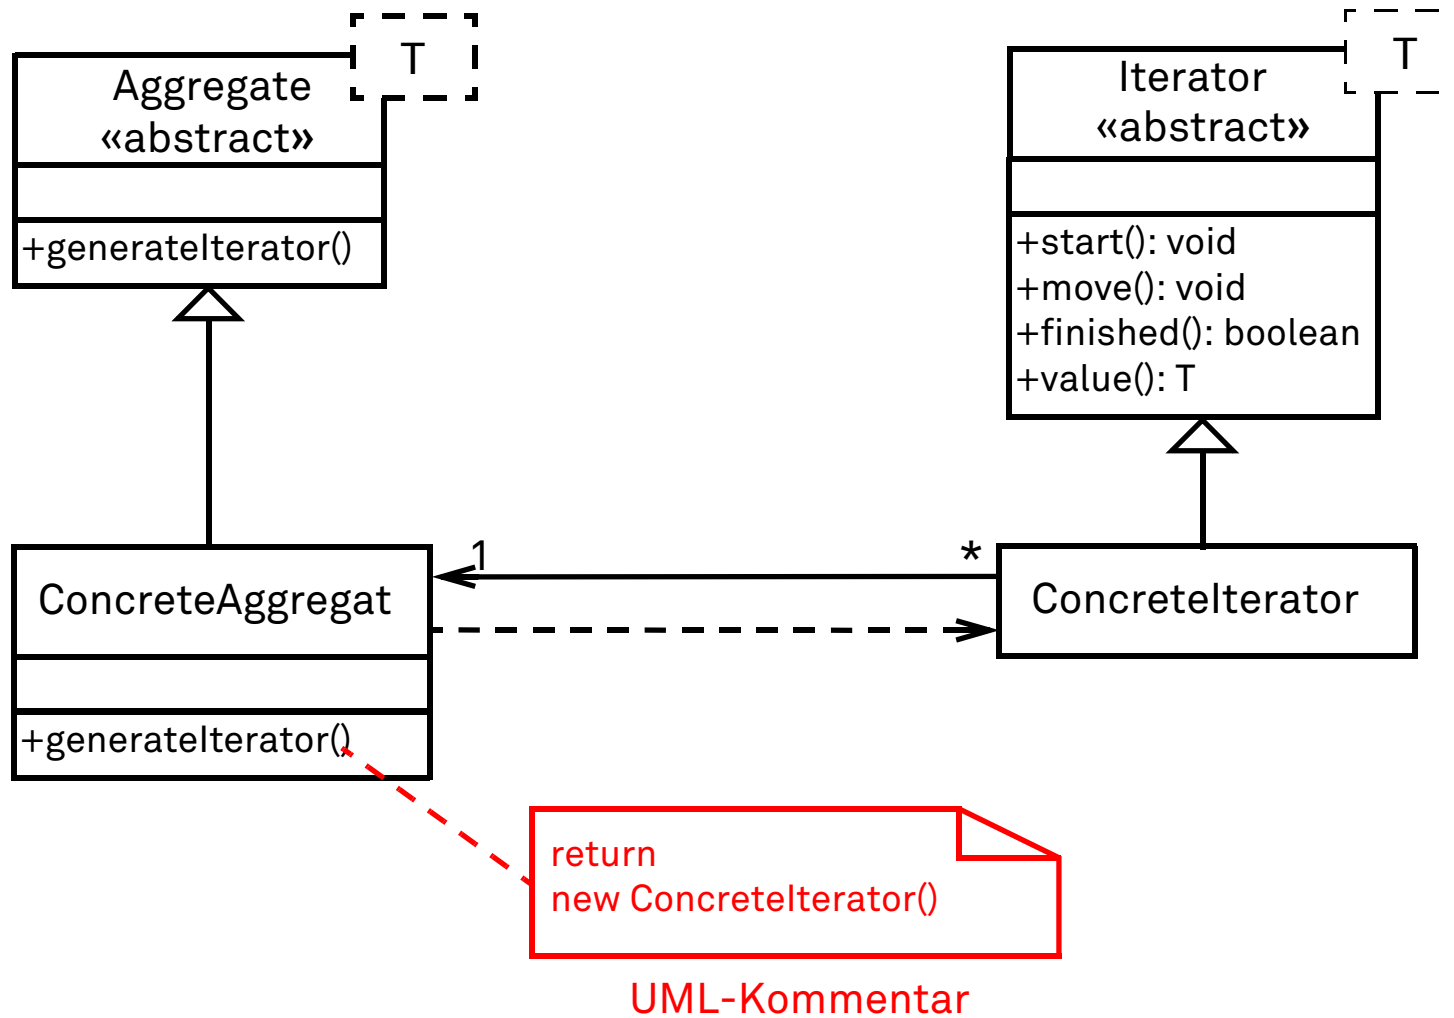 T
Aggregate
«abstract»
+generateIterator()
T
Iterator
«abstract»
+start(): void
+move(): void
+finished(): boolean
+value(): T
1
*
ConcreteAggregat
+generateIterator()
ConcreteIterator
return
new ConcreteIterator()
UML-Kommentar